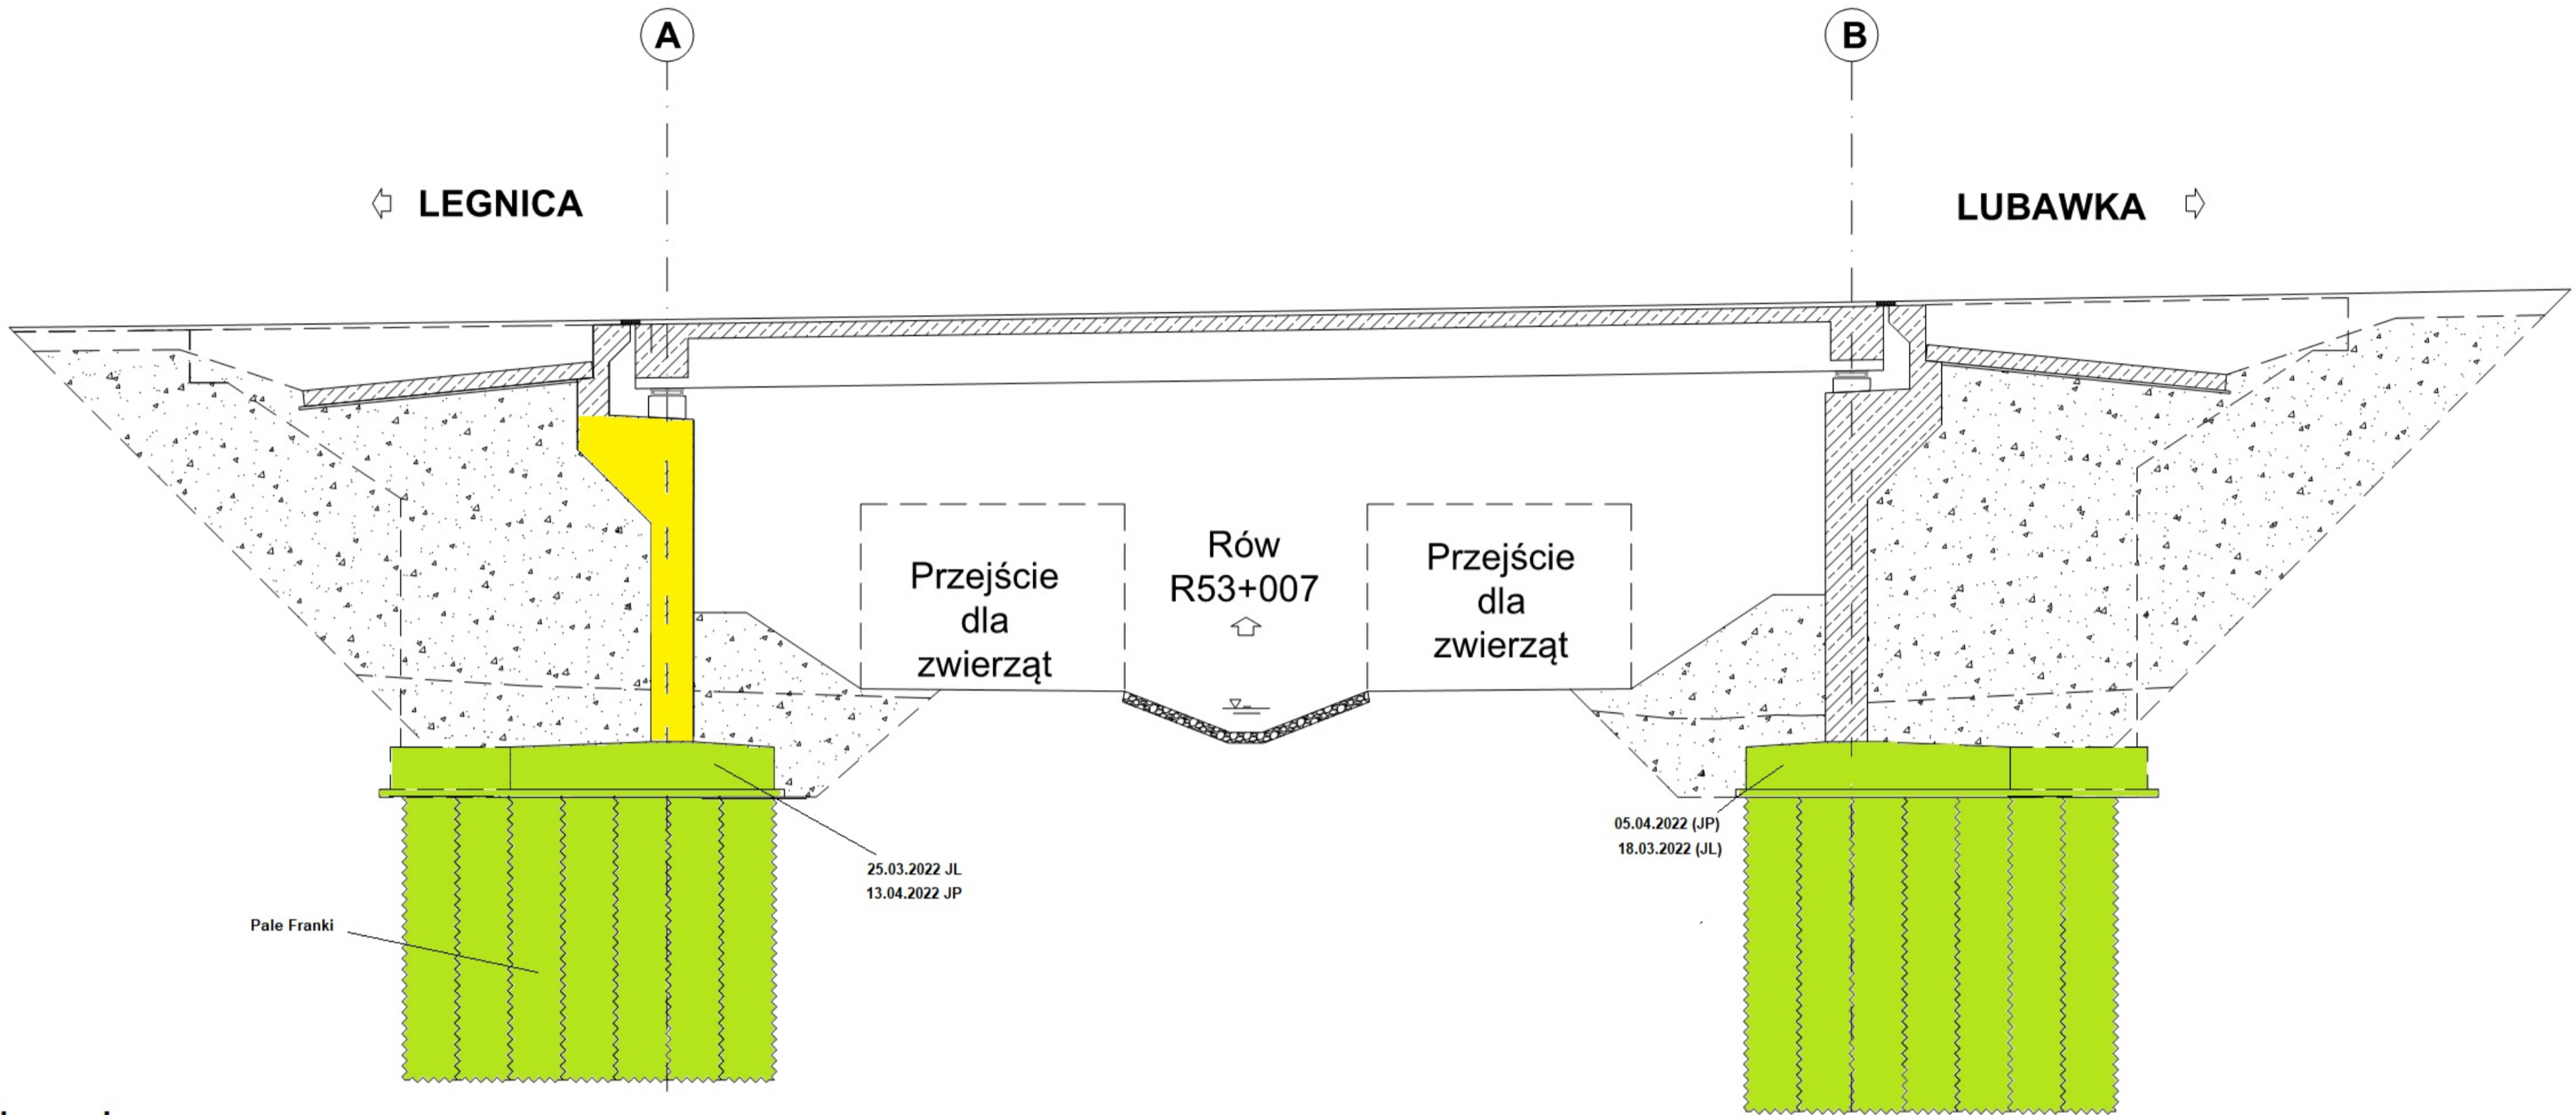 A
B
LEGNICA
LUBAWKA
Przejście
dla
zwierząt
Rów
R53+007
Przejście
dla
zwierząt
25.03.2022 JL
13.04.2022 JP
05.04.2022 (JP)
18.03.2022 (JL)
Pale Franki